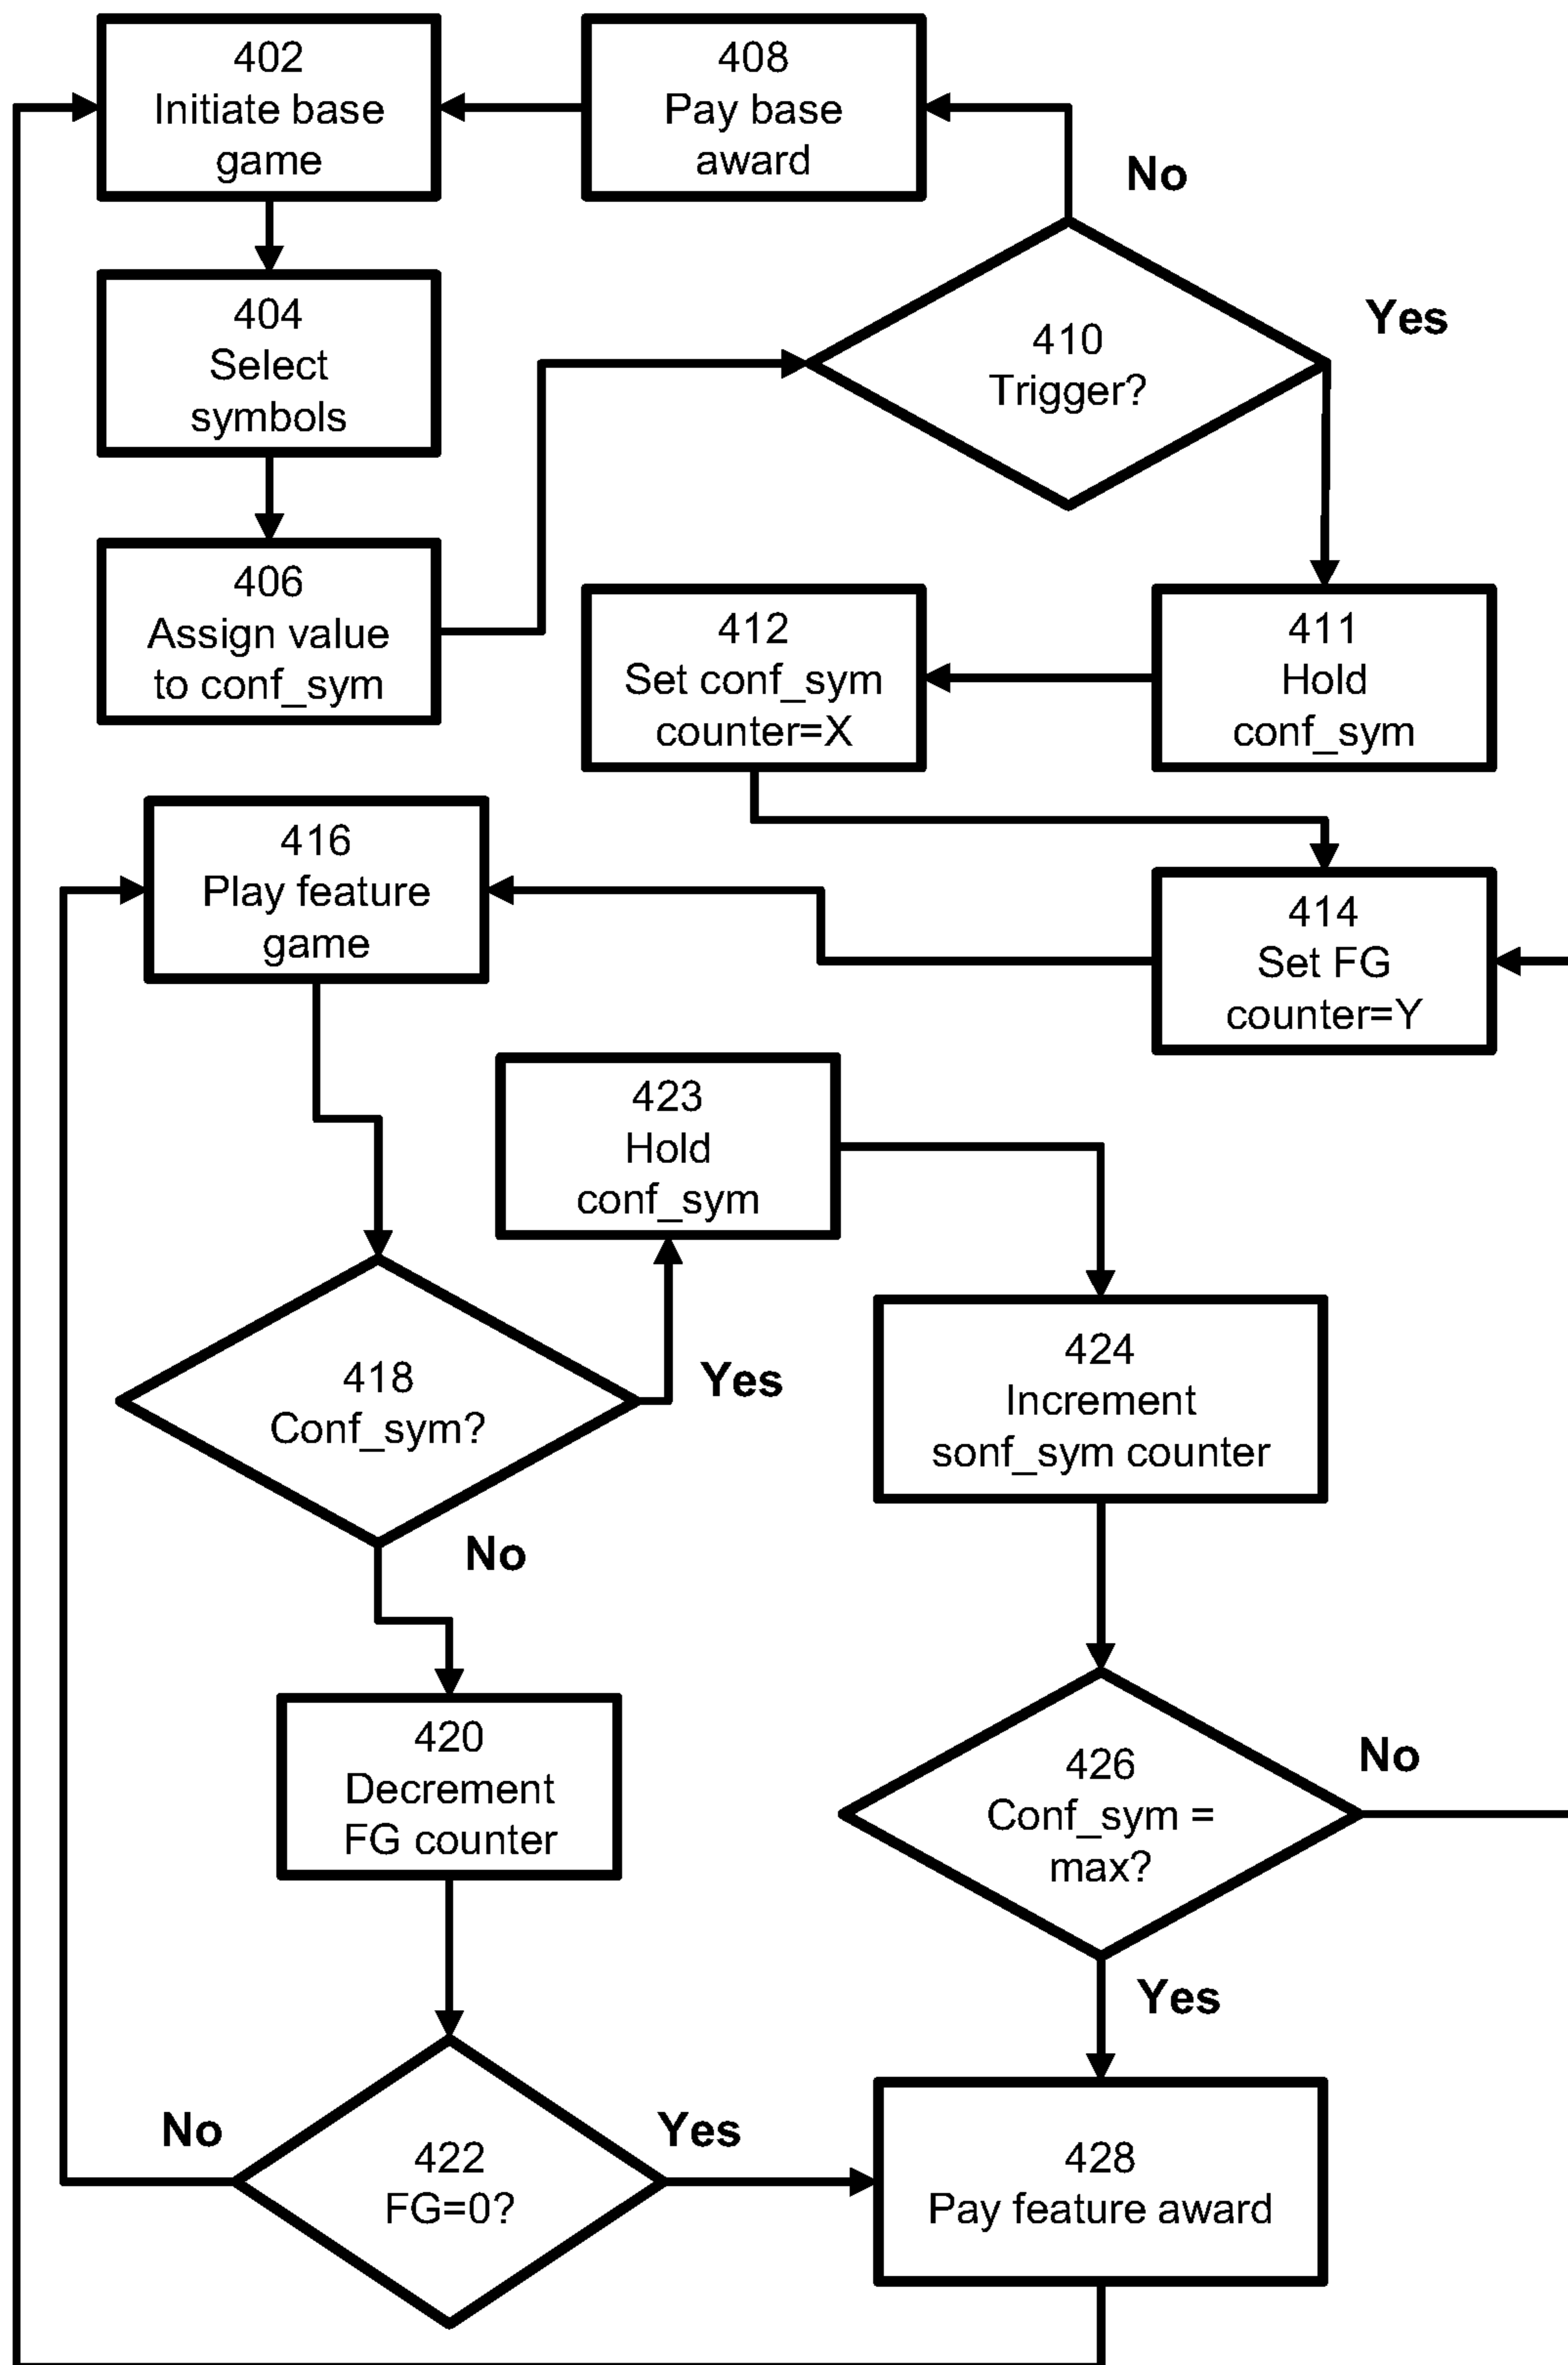 402
Initiate base
game
408
Pay base
award
No
404
Select
symbols
410
Trigger?
Yes
406
Assign value
to conf_sym
412
Set conf_sym
counter=X
411
Hold
conf_sym
416
Play feature
game
414
Set FG
counter=Y
423
Hold
conf_sym
418
Conf_sym?
Yes
No
424
Increment
sonf_sym counter
420
Decrement
FG counter
426
Conf_sym =
max?
No
Yes
422
FG=0?
No
Yes
428
Pay feature award